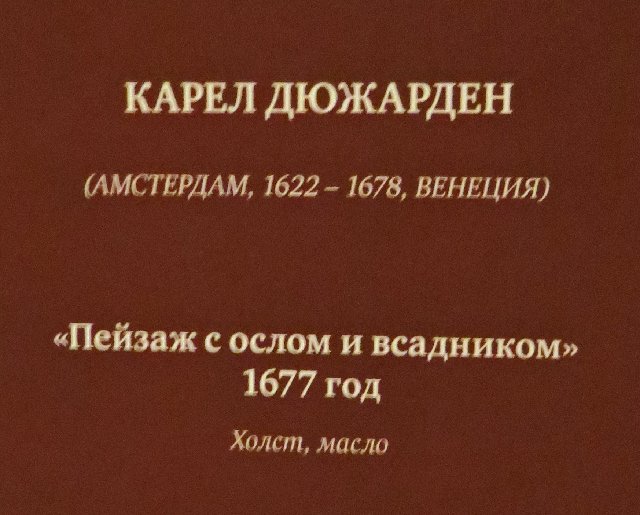 КАРЕЛ ДЮЖАРДЕН
(АМСТЕРДАМ, 1622 – 1678, ВЕНЕЦИЯ)
«Пейзаж с ослом и всадником»
1677 год
Холст, масло